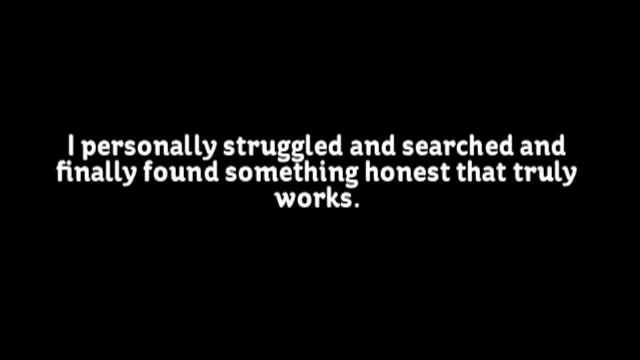 I personally struggled and searched and
finally found something honest that truly
works.